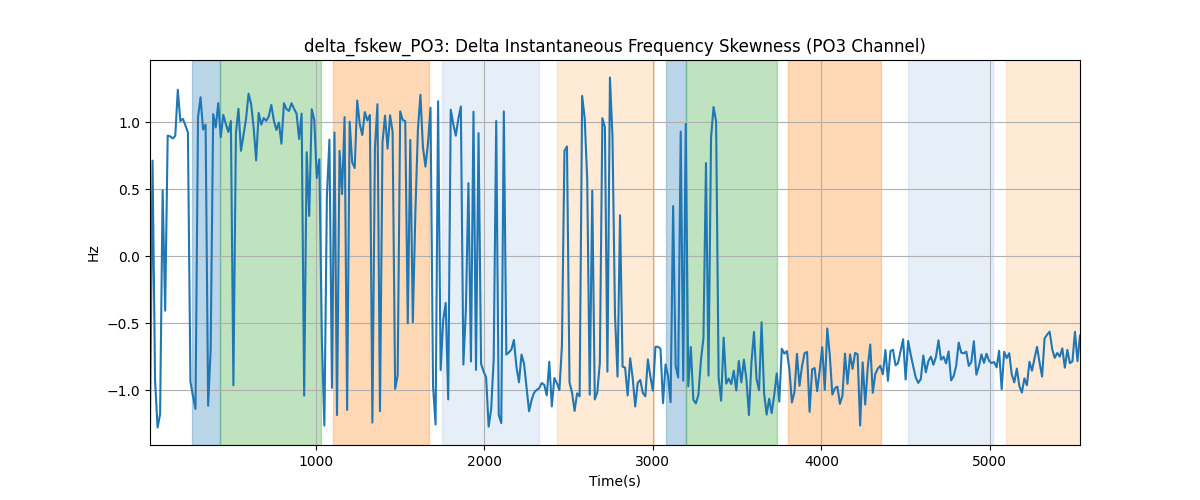 delta_fskew_PO3: Delta Instantaneous Frequency Skewness (PO3 Channel)
Hz
1.0
0.5
0.0
−0.5
−1.0
1000 2000 3000 4000 5000
Time(s)